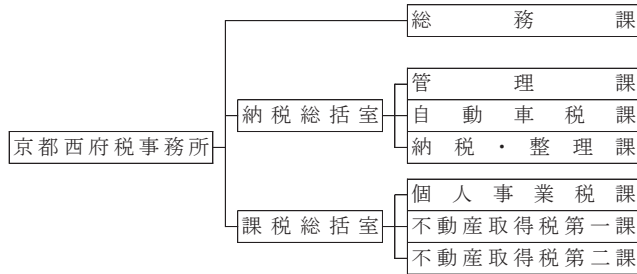 総務課
管理課
納税総括室
自動車税課
京都西府税事務所
納税・整理課
個人事業税課
課税総括室
不動産取得税第一課
不動産取得税第二課